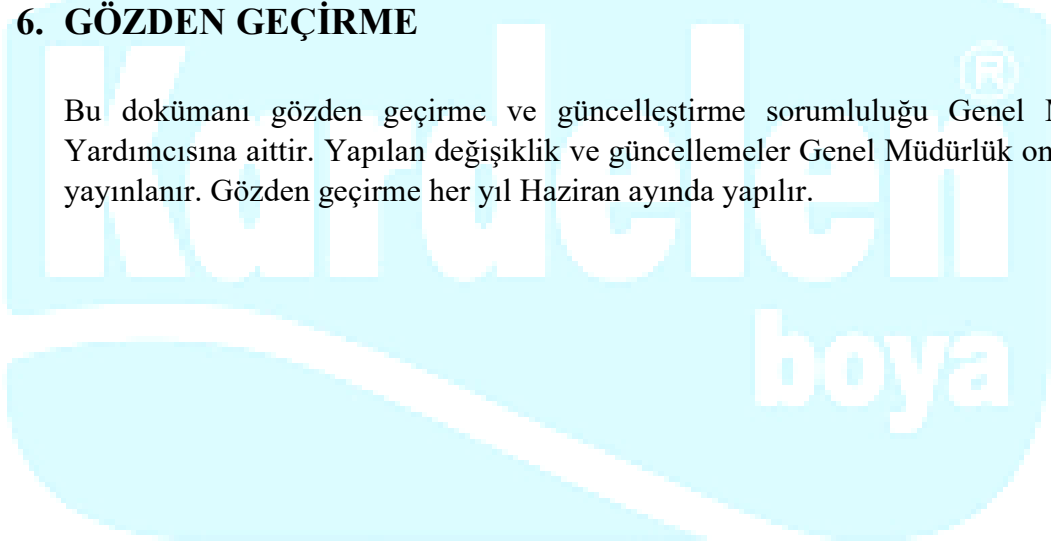 6. GÖZDEN GEÇİRME
Bu dokümanı gözden geçirme ve güncelleştirme sorumluluğu Genel
Yardımcısına aittir. Yapılan değişiklik ve güncellemeler Genel Müdürlük
yayınlanır. Gözden geçirme her yıl Haziran ayında yapılır.
Kardelen ®
boya